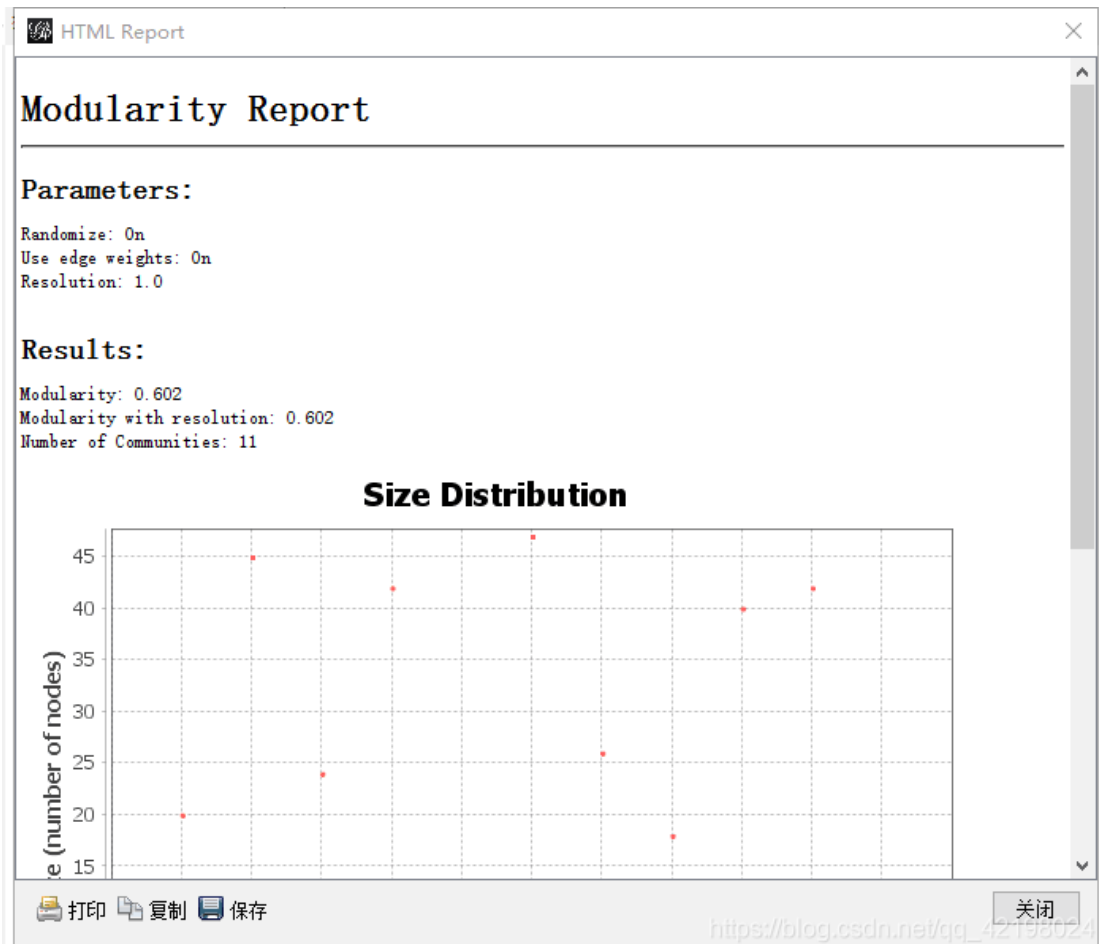 HTML Report
Modularity Report
Parameters:
Randomize: On
Use edge weights: On
Resolution: 1.0
Results:
Modularity: 0.602
Modularity with resolution: 0.602
Number of Communities: 11
Size Distribution
45
40
35
30
25
20
15
(number of nodes)
打印 复制 保存
关闭
https://blog.csdn.net/qq_42198024